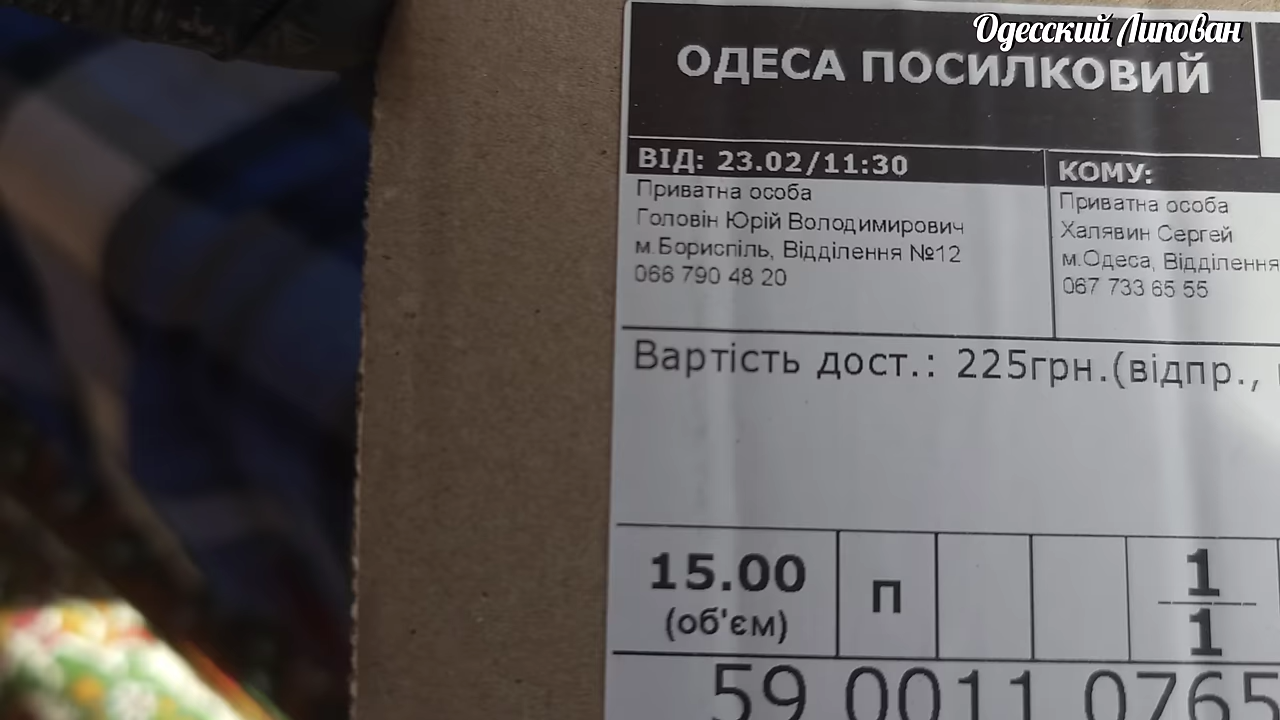 Одесский Липован
ОДЕСА ПОСИЛКОВИЙ
ВІД: 23.02/11:30
Приватна особа
Головін Юрій Володимирович
м.Бориспіль, Відділення №12
066 790 48 20
КОМУ:
Приватна особа
Халявин Сергей
м.Одеса, Відділення
067 733 65 55
Вартість дост.: 225грн.(відпр.,
15.00
(об'єм)
П
1
1
59 0011 0765